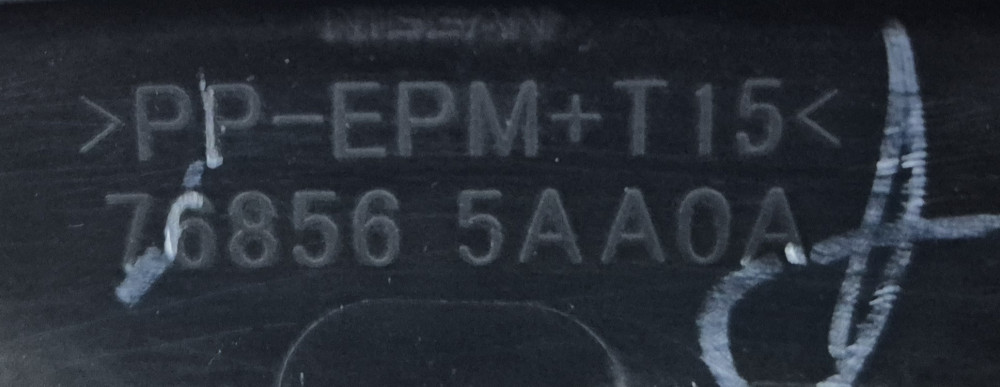 NISSAN
>PP-EPM+T15<
76856 5AA0A